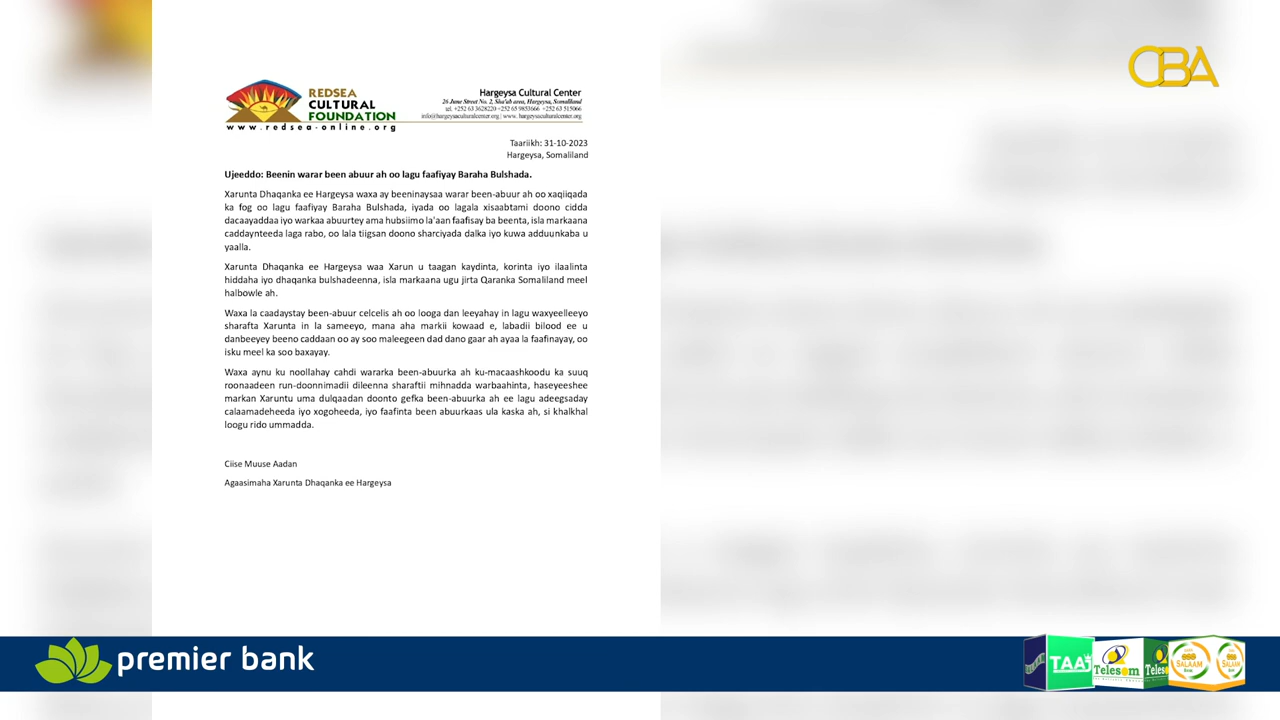 CBA
REDSEA
CULTURAL
FOUNDATION
www.redsea-online.org
Hargeysa Cultural Center
26 June Street No. 2, Sha'ab area, Hargeysa, Somaliland
tel. +252 63 3628220 +252 65 9853666 +252 63 515066
info@hargeysaculturalcenter.org | www. hargeysaculturalcenter.org
Taariikh: 31-10-2023
Hargeysa, Somaliland
Ujeeddo: Beenin warar been abuur ah oo lagu faafiyay Baraha Bulshada.
Xarunta Dhaqanka ee Hargeysa waxa ay beeninaysaa warar been-abuur ah oo xaqiiqada
ka fog oo lagu faafiyay Baraha Bulshada, iyada oo lagala xisaabtami doono cidda
dacaayaddaa iyo warkaa abuurtey ama hubsiimo la'aan faafisay ba beenta, isla markaana
caddaynteeda laga rabo, oo lala tiigsan doono sharciyada dalka iyo kuwa adduunkaba u
yaalla.
Xarunta Dhaqanka ee Hargeysa waa Xarun u taagan kaydinta, korinta iyo ilaalinta
hiddaha iyo dhaqanka bulshadeenna, isla markaana ugu jirta Qaranka Somaliland meel
halbowle ah.
Waxa la caadaystay been-abuur celcelis ah oo looga dan leeyahay in lagu waxyeelleeyo
sharafta Xarunta in la sameeyo, mana aha markii kowaad e, labadii bilood ee u
danbeeyey beeno caddaan oo ay soo maleegeen dad dano gaar ah ayaa la faafinayay, oo
isku meel ka soo baxayay.
Waxa aynu ku noollahay cahdi wararka been-abuurka ah ku-macaashkoodu ka suuq
roonaadeen run-doonnimadii dileenna sharaftii mihnadda warbaahinta, haseyeeshee
markan Xaruntu uma dulqaadan doonto gefka been-abuurka ah ee lagu adeegsaday
calaamadeheeda iyo xogoheeda, iyo faafinta been abuurkaas ula kaska ah, si khalkhal
loogu rido ummadda.
Ciise Muuse Aadan
Agaasimaha Xarunta Dhaqanka ee Hargeysa
premier bank
TAAJ
Telesom
SALAAM
SALAAM